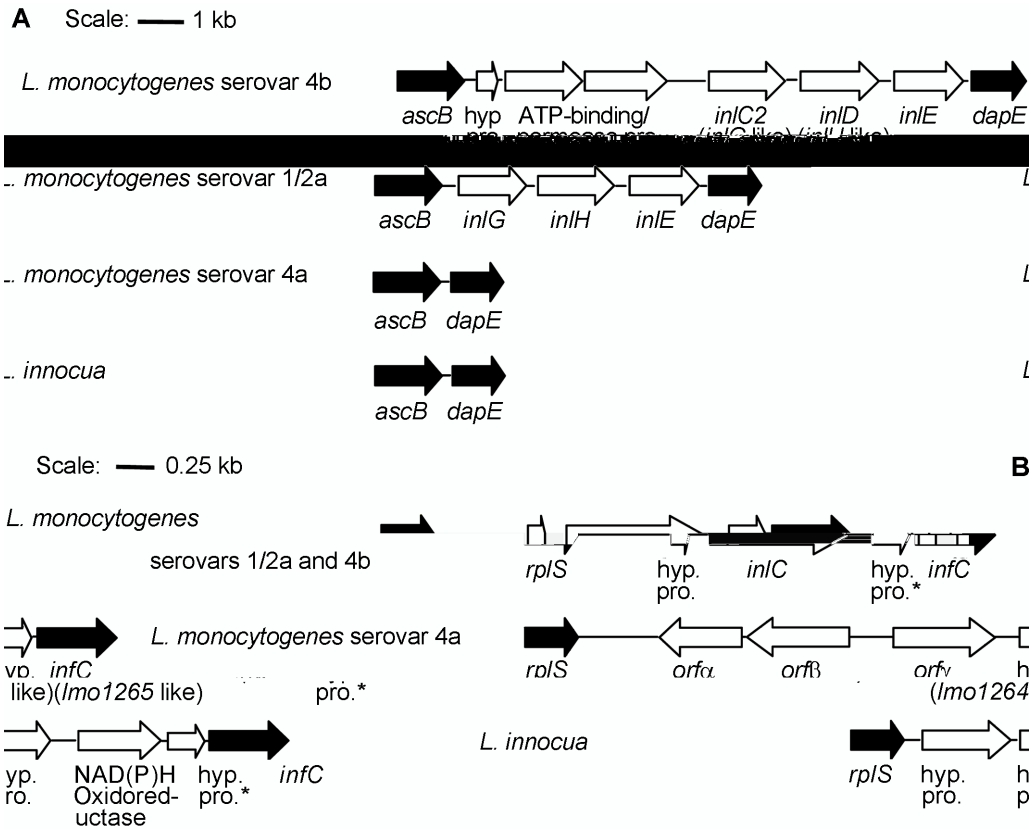 A Scale: 1 kb
L. monocytogenes serovar 4b
ascB hyp ATP-binding/ inlC2 inlD inlE dapE
monocytogenes serovar 1/2a
ascB inlG inlH inlE dapE
monocytogenes serovar 4a
ascB dapE
innocua
ascB dapE
Scale: 0.25 kb B
L. monocytogenes
serovars 1/2a and 4b
rplS hyp. inlC hyp. infC
pro. pro.*
L. monocytogenes serovar 4a
infC rplS orfα orfβ orfγ
like)(lmo1265 like) pro.* (lmo1264
L. innocua
yp. NAD(P)H hyp. infC rplS hyp.
ro. Oxidored- pro.* pro.
uctase